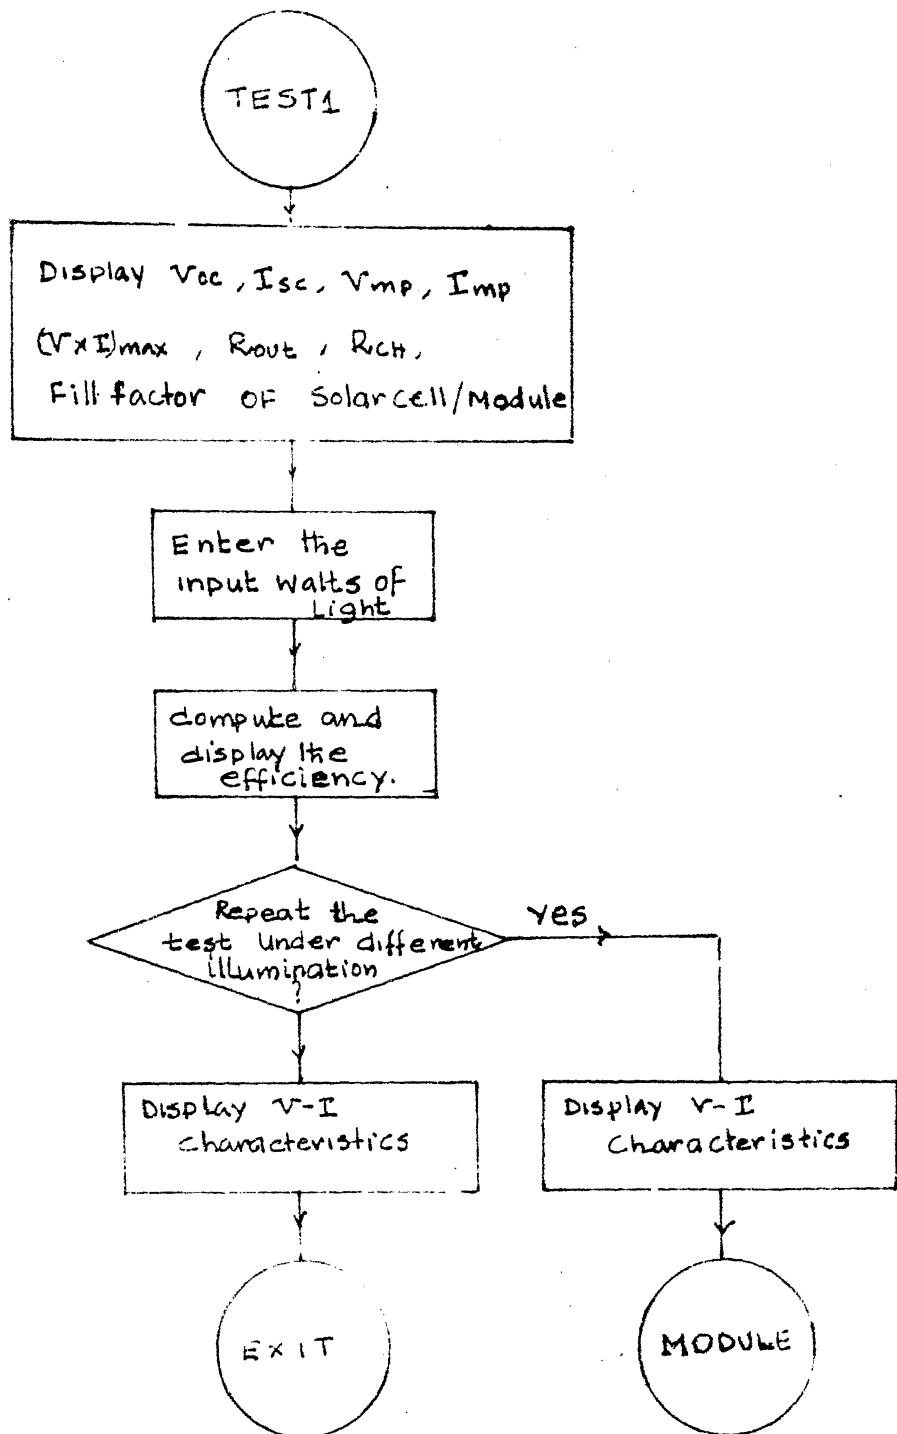 TEST1
Display Voc, Isc, Vmp, Imp
(V×I)max, Rout, RCH,
Fill factor OF Solarcell/Module
Enter the
input watts of
Light
compute and
display the
efficiency.
Repeat the
test under different
illumination
?
Yes
Display V-I
characteristics
Display V-I
Characteristics
EXIT
MODULE